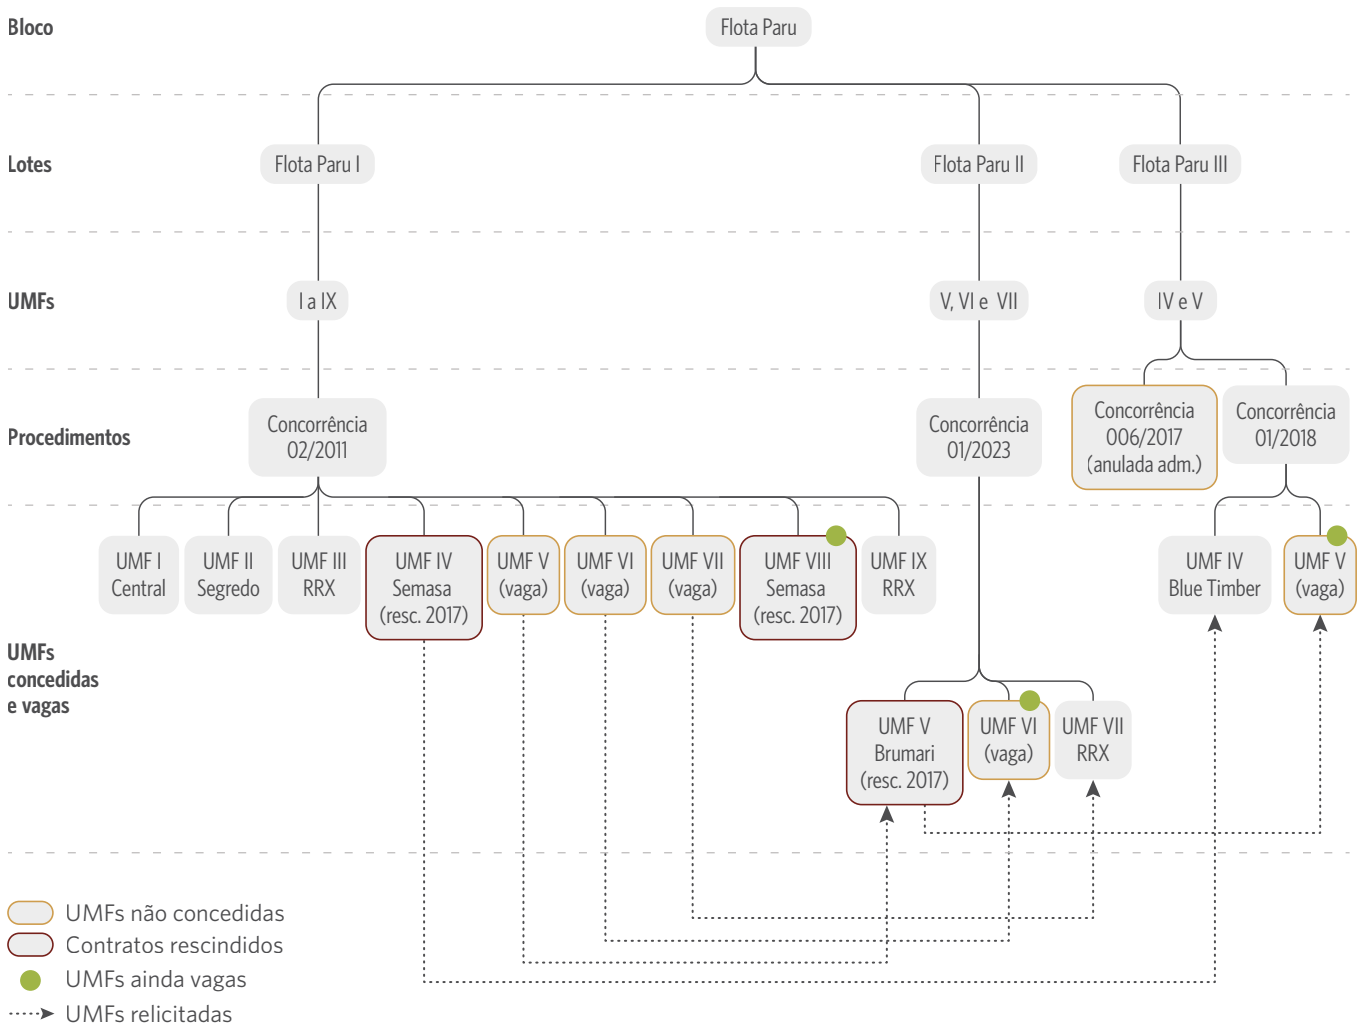 Bloco
Flota Paru
Lotes
Flota Paru I
Flota Paru II
Flota Paru III
UMFs
I a IX
V, VI e VII
IV e V
Procedimentos
Concorrência
02/2011
Concorrência
01/2023
Concorrência
006/2017
(anulada adm.)
Concorrência
01/2018
UMFs
concedidas
e vagas
UMF I
Central
UMF II
Segredo
UMF III
RRX
UMF IV
Semasa
(resc. 2017)
UMF V
(vaga)
UMF VI
(vaga)
UMF VII
(vaga)
UMF VIII
Semasa
(resc. 2017)
UMF IX
RRX
UMF IV
Blue Timber
UMF V
(vaga)
UMF V
Brumari
(resc. 2017)
UMF VI
(vaga)
UMF VII
RRX
UMFs não concedidas
Contratos rescindidos
UMFs ainda vagas
UMFs relicitadas